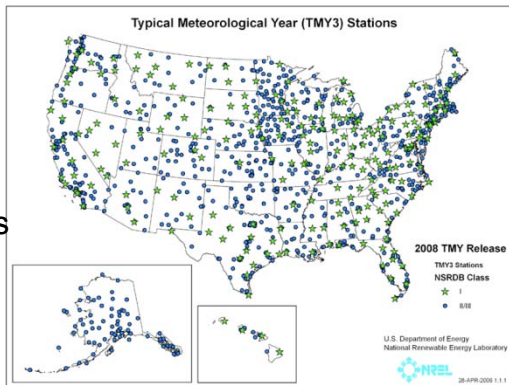 Typical Meteorological Year (TMY3) Stations
s
2008 TMY Release
TMY3 Stations
NSRDB Class
I
II/III
U.S. Department of Energy
National Renewable Energy Laboratory
NREL
26-APR-2008 1.1.1